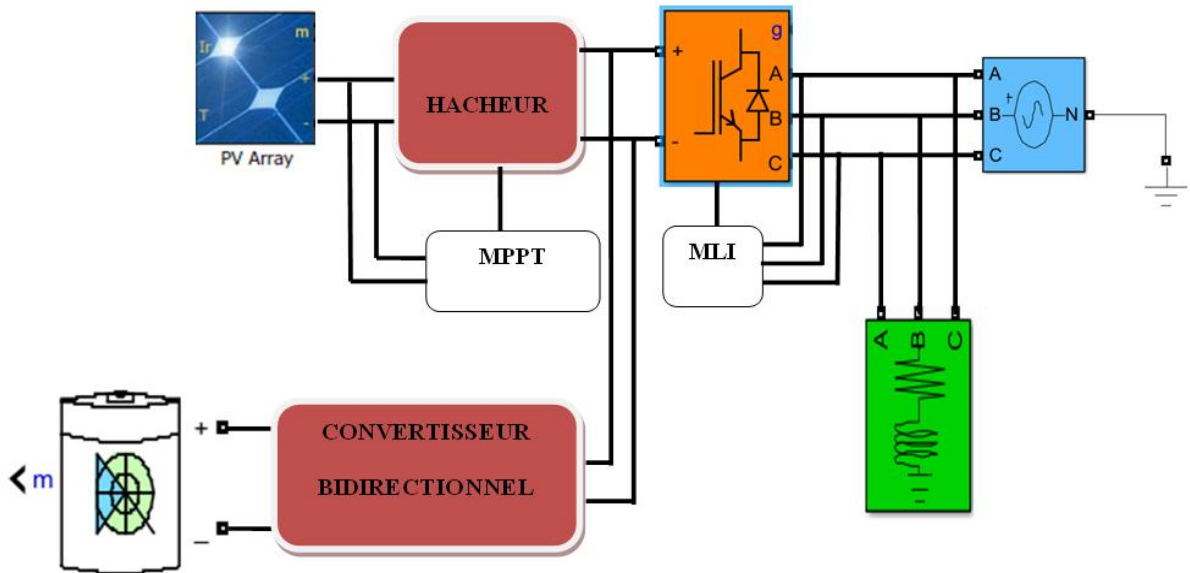 Ir
m
T
+
-
PV Array
HACHEUR
MPPT
g
+
-
A
B
C
MLI
A
B
C
+
N
A
B
C
m
+
_
CONVERTISSEUR
BIDIRECTIONNEL